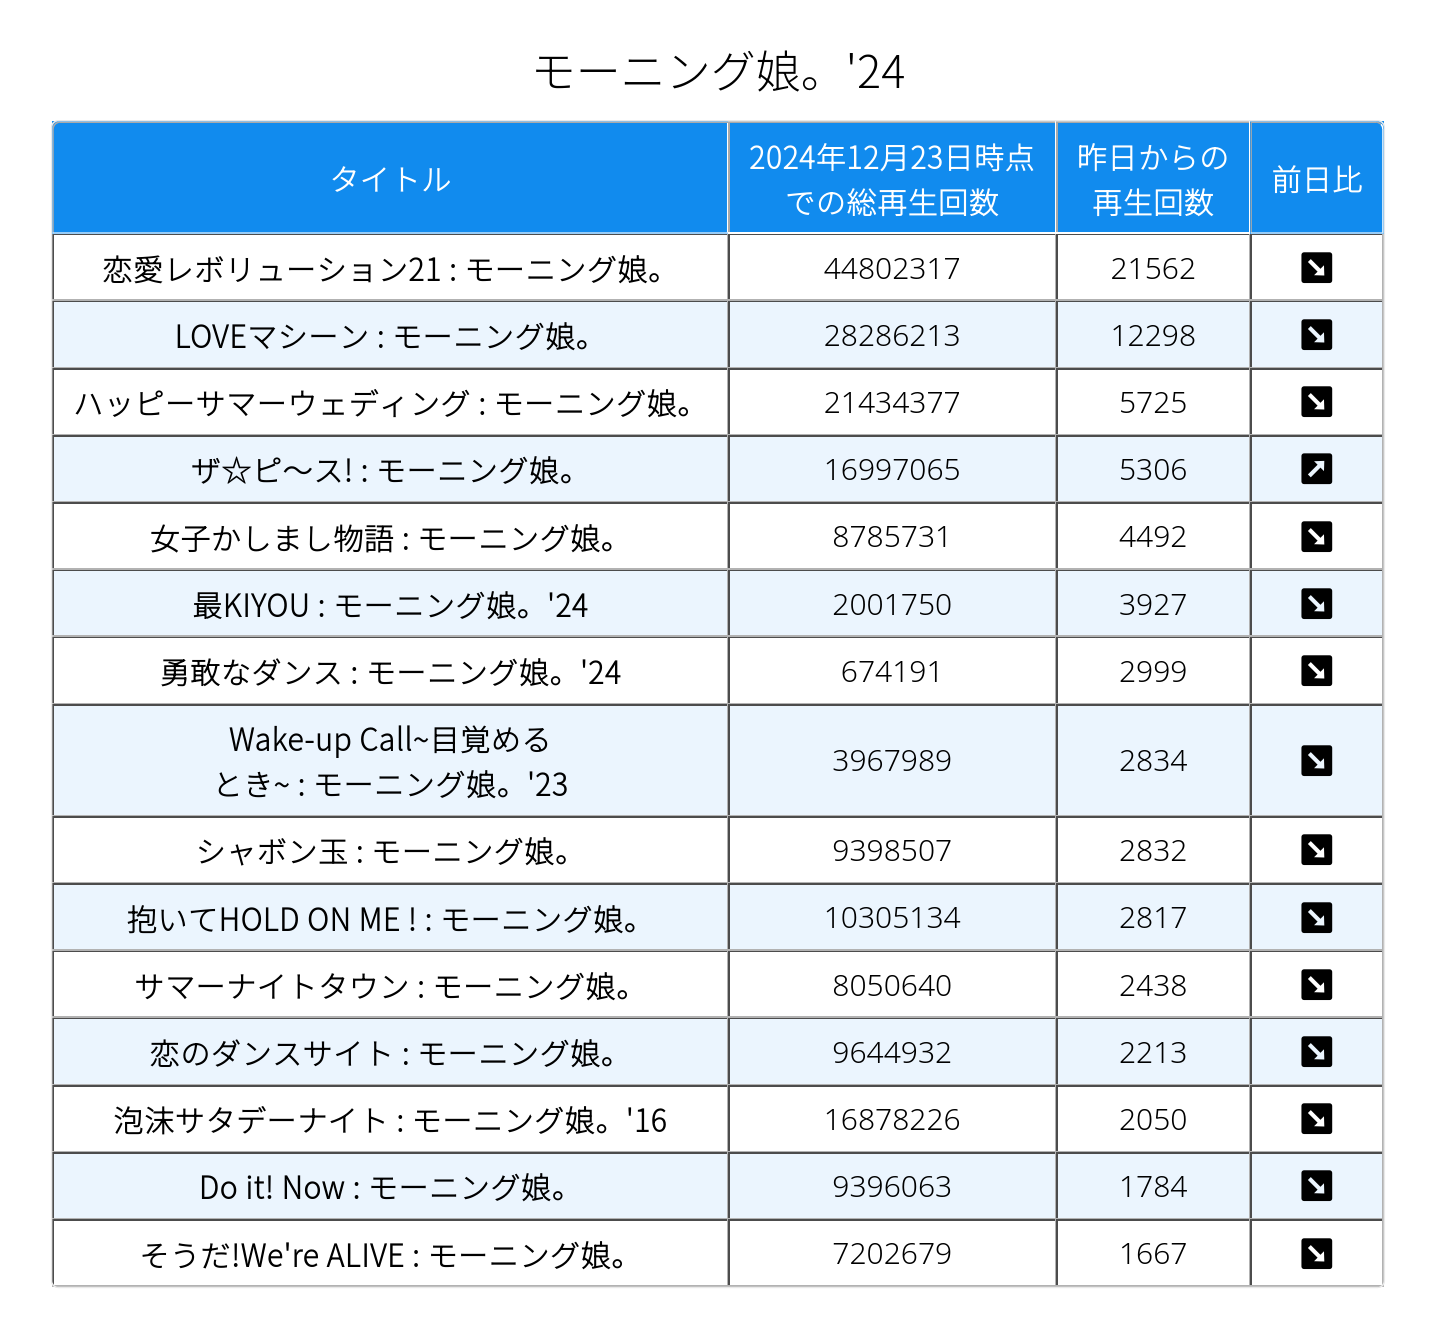 モーニング娘。'24
タイトル
2024年12月23日時点
での総再生回数
昨日からの
再生回数
前日比
恋愛レボリューション21 : モーニング娘。 44802317 21562 ↘
LOVEマシーン : モーニング娘。 28286213 12298 ↘
ハッピーサマーウェディング : モーニング娘。 21434377 5725 ↘
ザ☆ピ〜ス! : モーニング娘。 16997065 5306 ↗
女子かしまし物語 : モーニング娘。 8785731 4492 ↘
最KIYOU : モーニング娘。'24 2001750 3927 ↘
勇敢なダンス : モーニング娘。'24 674191 2999 ↘
Wake-up Call~目覚める
とき~ : モーニング娘。'23 3967989 2834 ↘
シャボン玉 : モーニング娘。 9398507 2832 ↘
抱いてHOLD ON ME ! : モーニング娘。 10305134 2817 ↘
サマーナイトタウン : モーニング娘。 8050640 2438 ↘
恋のダンスサイト : モーニング娘。 9644932 2213 ↘
泡沫サタデーナイト : モーニング娘。'16 16878226 2050 ↘
Do it! Now : モーニング娘。 9396063 1784 ↘
そうだ!We're ALIVE : モーニング娘。 7202679 1667 ↘